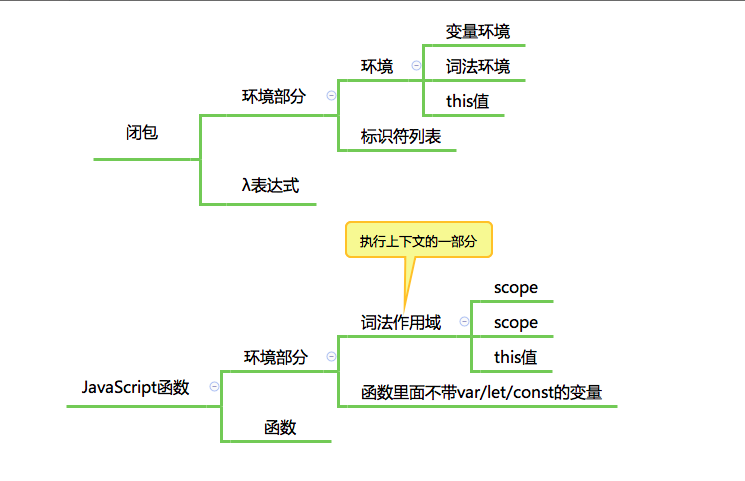 变量环境
环境
词法环境
环境部分
this值
闭包
标识符列表
λ表达式
执行上下文的一部分
scope
词法作用域
scope
环境部分
this值
JavaScript函数
函数里面不带var/let/const的变量
函数